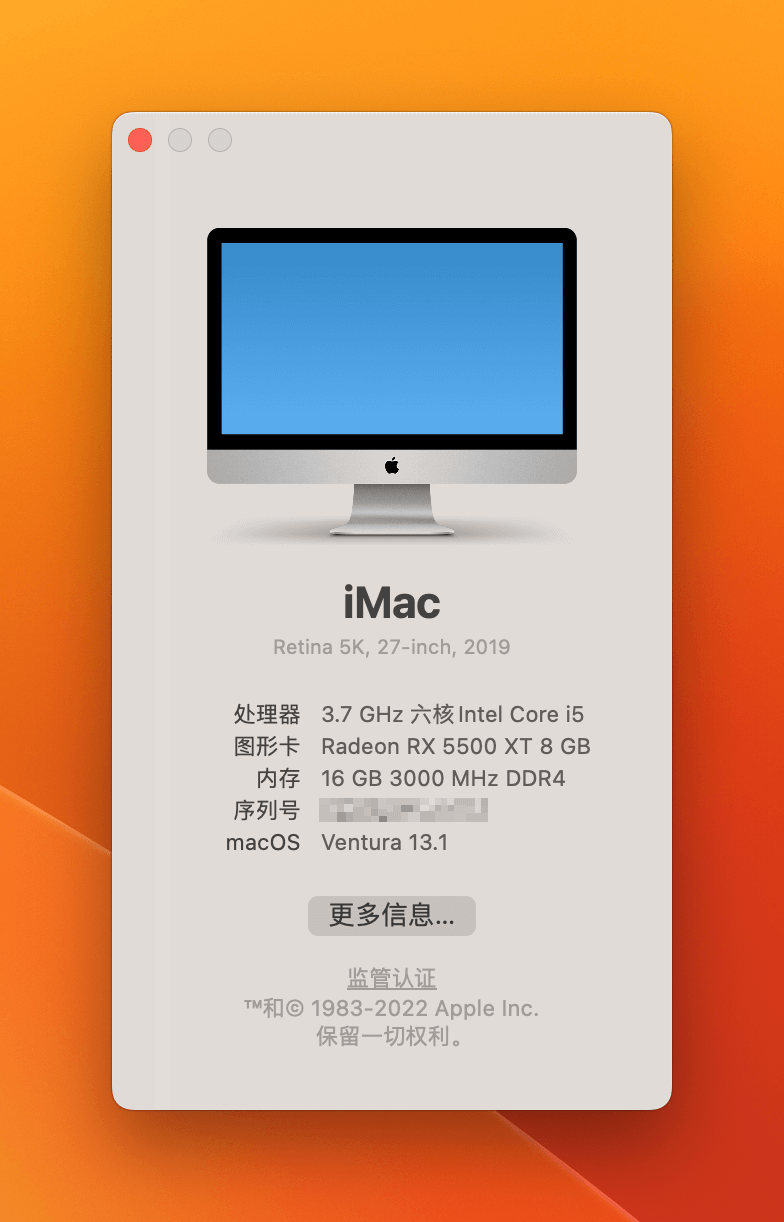 iMac
Retina 5K, 27-inch, 2019
处理器 3.7 GHz 六核Intel Core i5
图形卡 Radeon RX 5500 XT 8 GB
内存 16 GB 3000 MHz DDR4
序列号
macOS Ventura 13.1
更多信息...
监管认证
™和© 1983-2022 Apple Inc.
保留一切权利。